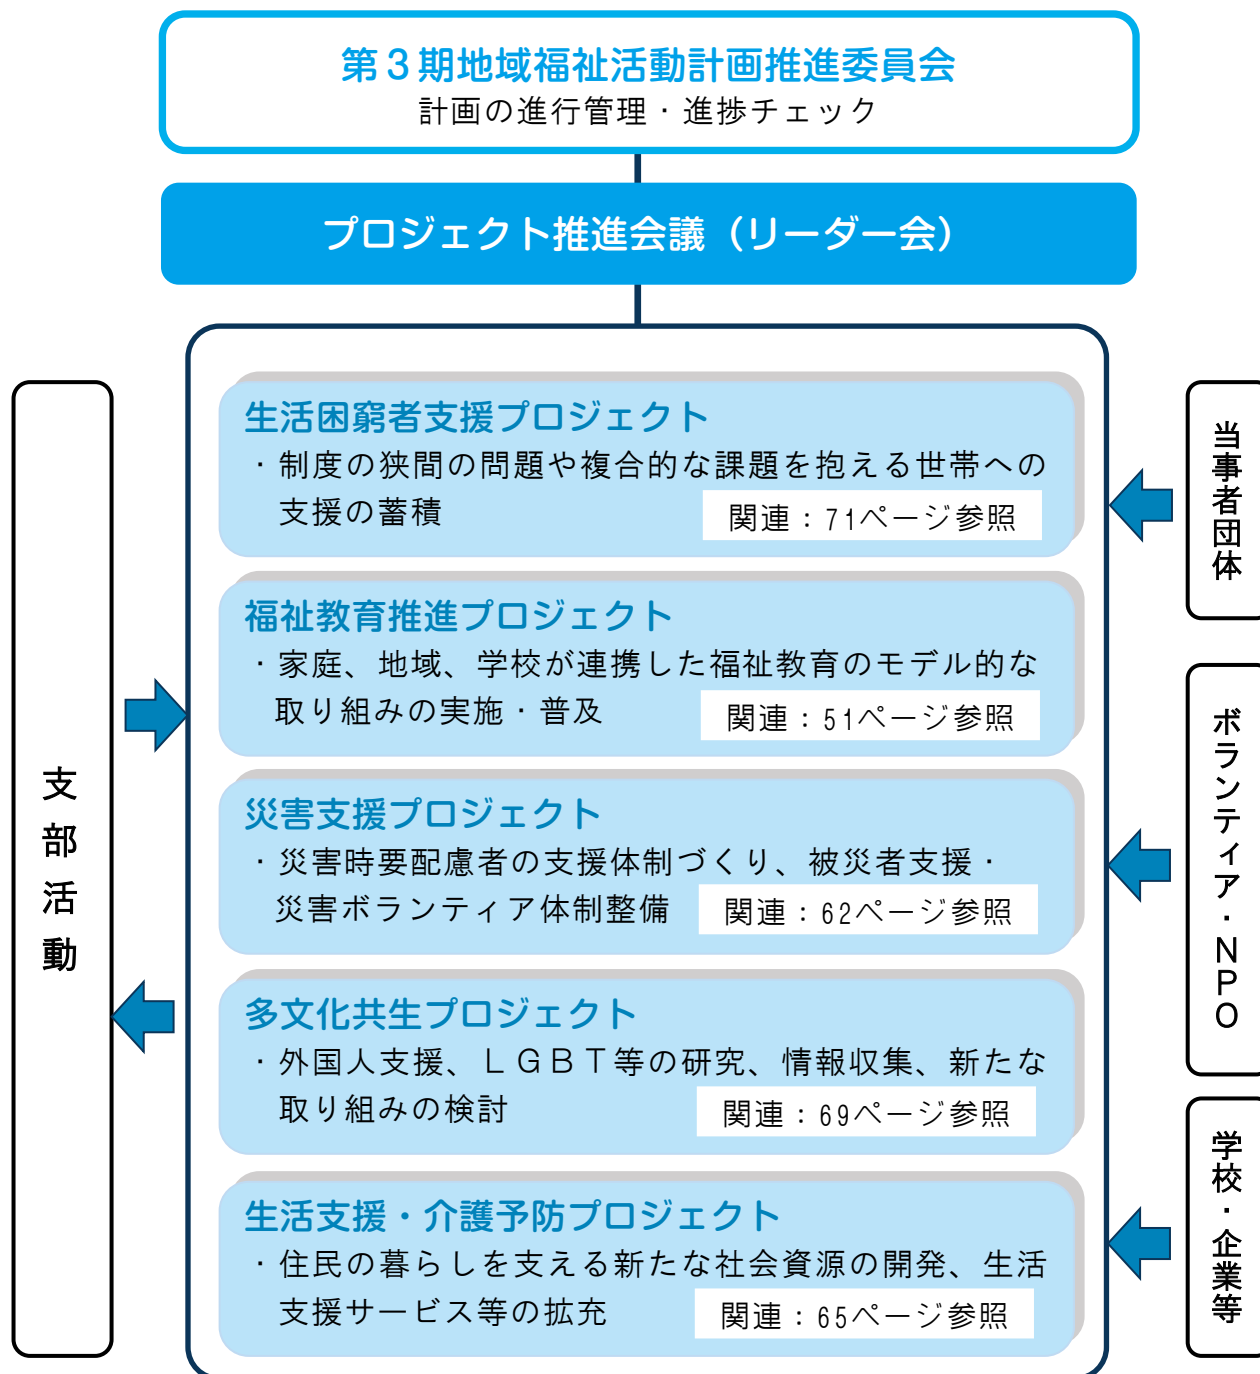 第３期地域福祉活動計画推進委員会
計画の進行管理・進捗チェック
プロジェクト推進会議（リーダー会）
支部活動
生活困窮者支援プロジェクト
・制度の狭間の問題や複合的な課題を抱える世帯への
支援の蓄積
関連：71ページ参照
福祉教育推進プロジェクト
・家庭、地域、学校が連携した福祉教育のモデル的な
取り組みの実施・普及
関連：51ページ参照
災害支援プロジェクト
・災害時要配慮者の支援体制づくり、被災者支援・
災害ボランティア体制整備
関連：62ページ参照
多文化共生プロジェクト
・外国人支援、ＬＧＢＴ等の研究、情報収集、新たな
取り組みの検討
関連：69ページ参照
生活支援・介護予防プロジェクト
・住民の暮らしを支える新たな社会資源の開発、生活
支援サービス等の拡充
関連：65ページ参照
当事者団体
ボランティア・ＮＰＯ
学校・企業等